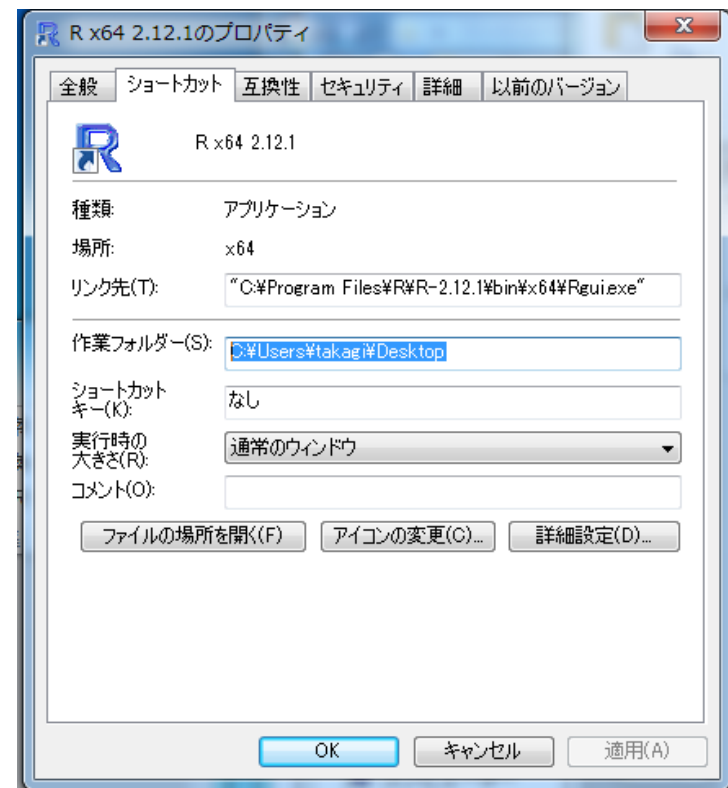 R x64 2.12.1のプロパティ
全般 ショートカット 互換性 セキュリティ 詳細 以前のバージョン
R x64 2.12.1
種類: アプリケーション
場所: x64
リンク先(T): "C:¥Program Files¥R¥R-2.12.1¥bin¥x64¥Rgui.exe"
作業フォルダー(S): C:¥Users¥takagi¥Desktop
ショートカット
キー(K): なし
実行時の
大きさ(R): 通常のウィンドウ
コメント(O):
ファイルの場所を開く(F) アイコンの変更(C)... 詳細設定(D)...
OK キャンセル 適用(A)